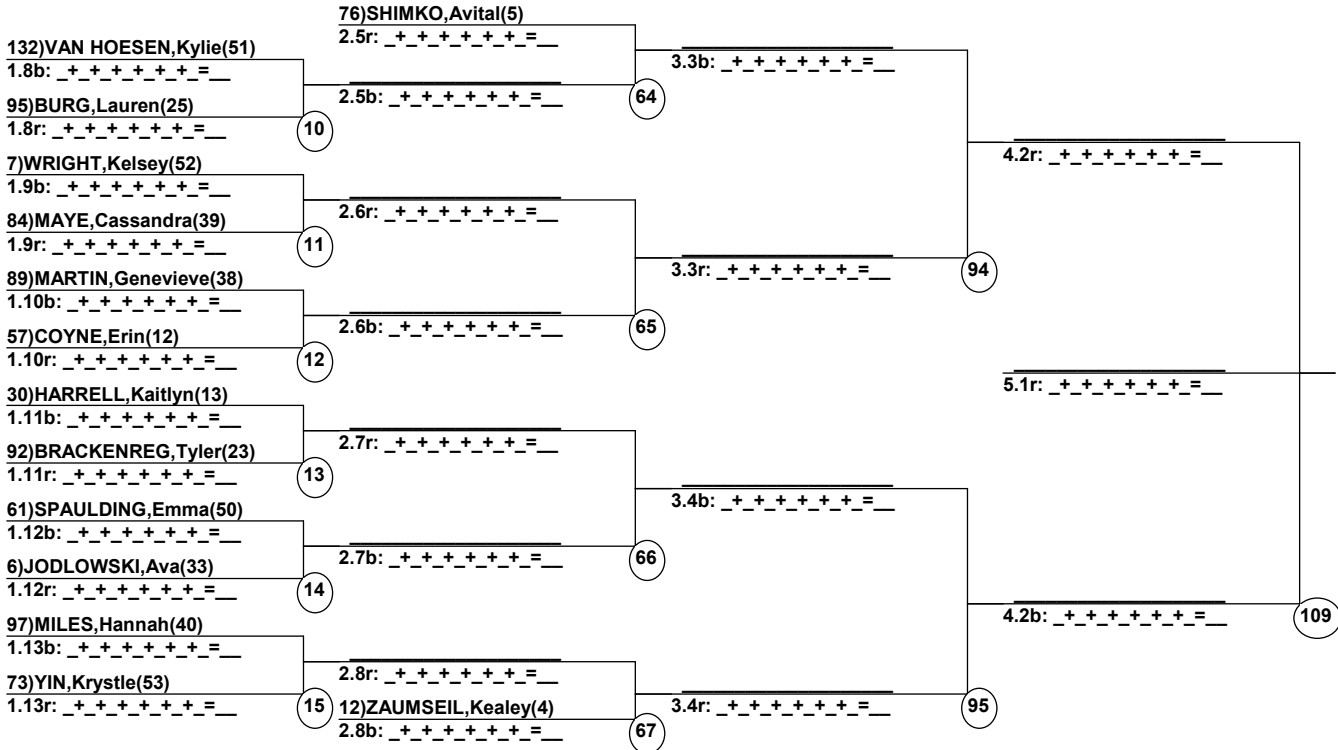 76)SHIMKO,Avital(5)
2.5r: _+_+_+_+_+_=__
132)VAN HOESEN,Kylie(51)
1.8b: _+_+_+_+_+_=__
3.3b: _+_+_+_+_+_=__
2.5b: _+_+_+_+_+_=__
64
95)BURG,Lauren(25)
1.8r: _+_+_+_+_+_=__
10
4.2r: _+_+_+_+_+_=__
7)WRIGHT,Kelsey(52)
1.9b: _+_+_+_+_+_=__
2.6r: _+_+_+_+_+_=__
84)MAYE,Cassandra(39)
1.9r: _+_+_+_+_+_=__
11
3.3r: _+_+_+_+_+_=__
94
89)MARTIN,Genevieve(38)
1.10b: _+_+_+_+_+_=__
2.6b: _+_+_+_+_+_=__
65
57)COYNE,Erin(12)
1.10r: _+_+_+_+_+_=__
12
5.1r: _+_+_+_+_+_=__
30)HARRELL,Kaitlyn(13)
1.11b: _+_+_+_+_+_=__
2.7r: _+_+_+_+_+_=__
92)BRACKENREG,Tyler(23)
1.11r: _+_+_+_+_+_=__
13
3.4b: _+_+_+_+_+_=__
61)SPAULDING,Emma(50)
1.12b: _+_+_+_+_+_=__
2.7b: _+_+_+_+_+_=__
66
6)JODLOWSKI,Ava(33)
1.12r: _+_+_+_+_+_=__
14
4.2b: _+_+_+_+_+_=__
109
97)MILES,Hannah(40)
1.13b: _+_+_+_+_+_=__
2.8r: _+_+_+_+_+_=__
73)YIN,Krystle(53)
1.13r: _+_+_+_+_+_=__
15
12)ZAUMSEIL,Kealey(4)
2.8b: _+_+_+_+_+_=__
67
3.4r: _+_+_+_+_+_=__
95